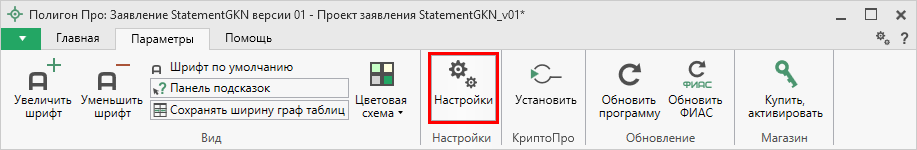 Полигон Про: Заявление StatementGKN версии 01 - Проект заявления StatementGKN_v01*
Главная Параметры Помощь
Увеличить шрифт
Уменьшить шрифт
Шрифт по умолчанию
Панель подсказок
Сохранять ширину граф таблиц
Цветовая схема
Настройки
Установить
Обновить программу
Обновить ФИАС
Купить, активировать
Вид Настройки КриптоПро Обновление Магазин